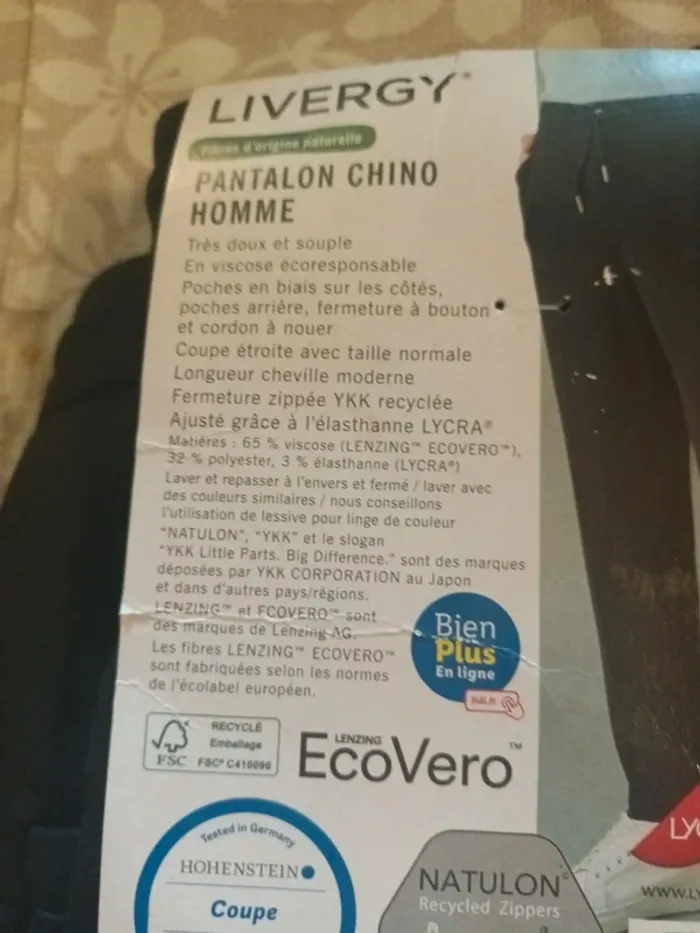 LIVERGY®
Fibres d'origine naturelle
PANTALON CHINO
HOMME
Très doux et souple
En viscose écoresponsable
Poches en biais sur les côtés,
poches arrière, fermeture à bouton
et cordon à nouer
Coupe étroite avec taille normale
Longueur cheville moderne
Fermeture zippée YKK recyclée
Ajusté grâce à l'élasthanne LYCRA®
Matières : 65 % viscose (LENZING™ ECOVERO™),
32 % polyester, 3 % élasthanne (LYCRA®)
Laver et repasser à l'envers et fermé / laver avec
des couleurs similaires / nous conseillons
l'utilisation de lessive pour linge de couleur
"NATULON", "YKK" et le slogan
"YKK Little Parts. Big Difference." sont des marques
déposées par YKK CORPORATION au Japon
et dans d'autres pays/régions.
LENZING™ et ECOVERO™ sont
des marques de Lenzing AG.
Les fibres LENZING™ ECOVERO™
sont fabriquées selon les normes
de l'écolabel européen.
Bien
Plus
En ligne
lidl.fr
RECYCLÉ
Emballage
FSC® C419096
FSC
LENZING
EcoVero™
Tested in Germany
HOHENSTEIN
Coupe
NATULON®
Recycled Zippers
LYC
WWW.LY